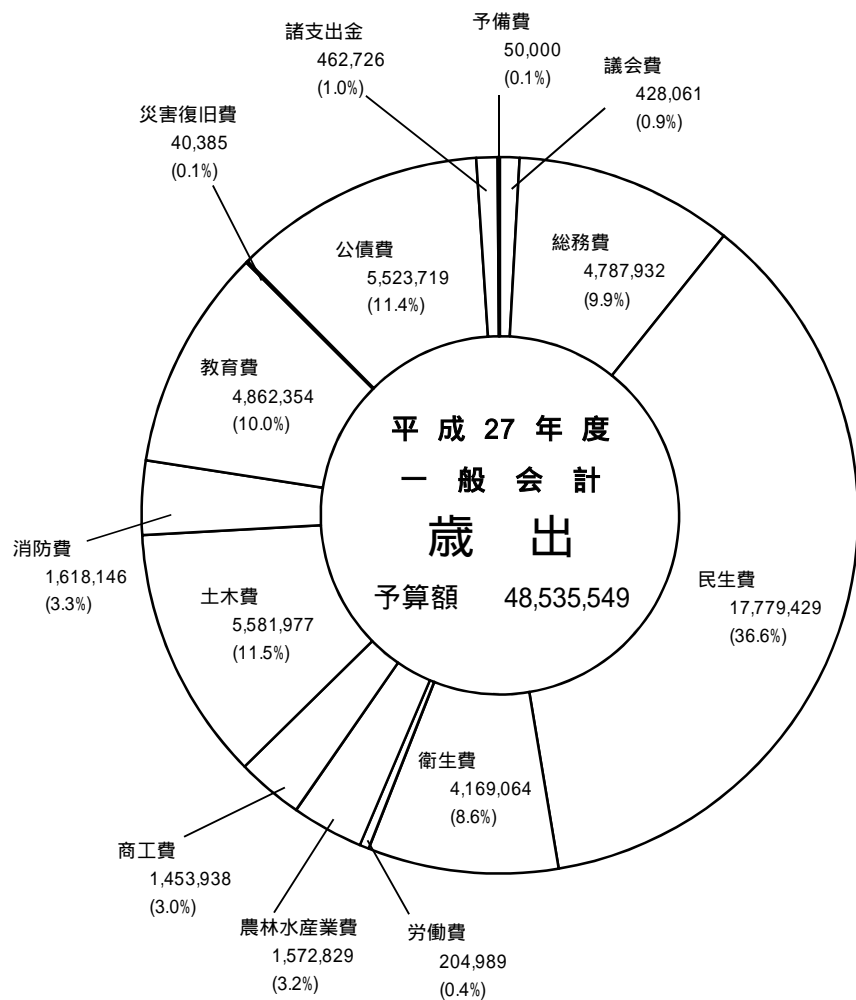 予備費
50,000
(0.1%)
議会費
428,061
(0.9%)
総務費
4,787,932
(9.9%)
民生費
17,779,429
(36.6%)
衛生費
4,169,064
(8.6%)
労働費
204,989
(0.4%)
農林水産業費
1,572,829
(3.2%)
商工費
1,453,938
(3.0%)
土木費
5,581,977
(11.5%)
消防費
1,618,146
(3.3%)
教育費
4,862,354
(10.0%)
災害復旧費
40,385
(0.1%)
公債費
5,523,719
(11.4%)
諸支出金
462,726
(1.0%)
平成27年度
一般会計
歳出
予算額 48,535,549